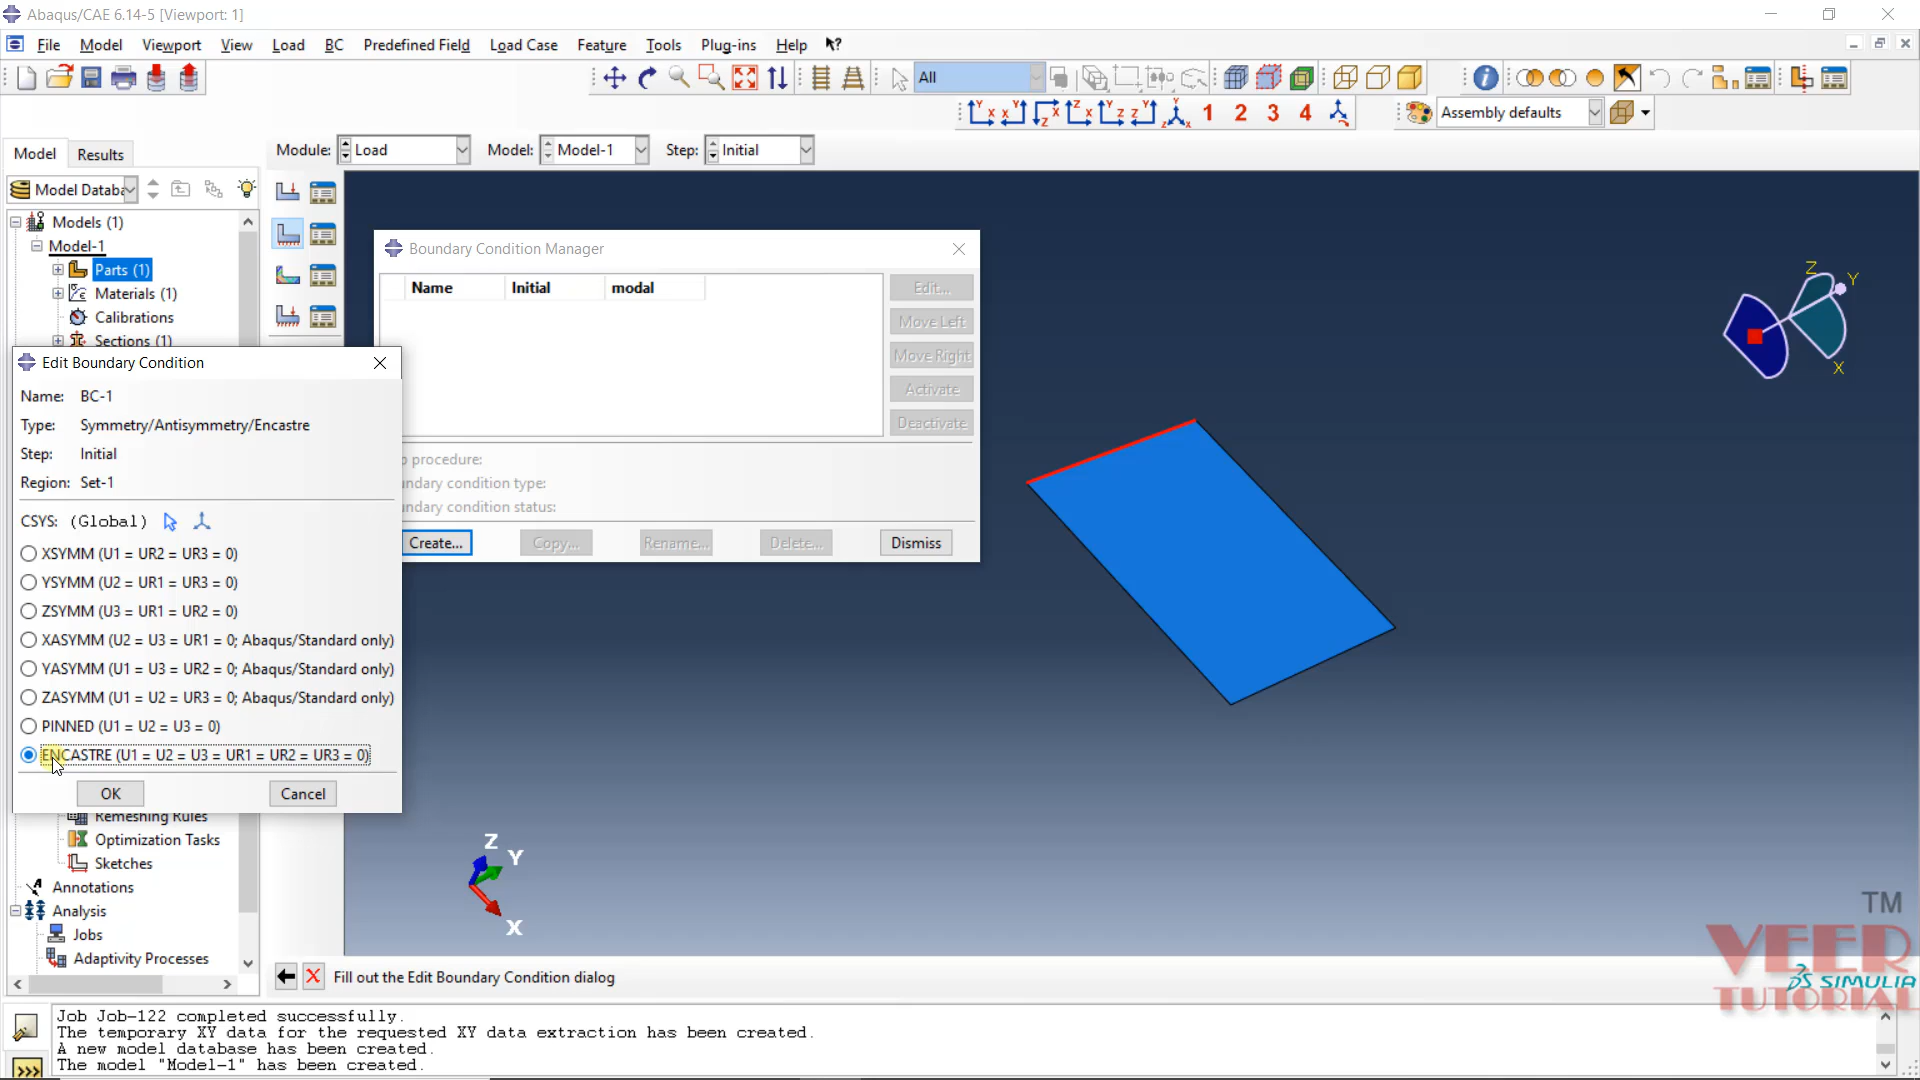 Abaqus/CAE 6.14-5 [Viewport: 1]
File Model Viewport View Load BC Predefined Field Load Case Feature Tools Plug-ins Help
All
1 2 3 4
Assembly defaults
Model Results
Module: Load Model: Model-1 Step: Initial
Model Databa
Models (1)
Model-1
Parts (1)
Materials (1)
Calibrations
Sections (1)
Boundary Condition Manager
Name Initial modal
Edit...
Move Left
Move Right
Activate
Deactivate
procedure:
ndary condition type:
ndary condition status:
Create... Copy... Rename... Delete... Dismiss
Edit Boundary Condition
Name: BC-1
Type: Symmetry/Antisymmetry/Encastre
Step: Initial
Region: Set-1
CSYS: (Global)
XSYMM (U1 = UR2 = UR3 = 0)
YSYMM (U2 = UR1 = UR3 = 0)
ZSYMM (U3 = UR1 = UR2 = 0)
XASYMM (U2 = U3 = UR1 = 0; Abaqus/Standard only)
YASYMM (U1 = U3 = UR2 = 0; Abaqus/Standard only)
ZASYMM (U1 = U2 = UR3 = 0; Abaqus/Standard only)
PINNED (U1 = U2 = U3 = 0)
ENCASTRE (U1 = U2 = U3 = UR1 = UR2 = UR3 = 0)
OK Cancel
Remeshing Rules
Optimization Tasks
Sketches
Annotations
Analysis
Jobs
Adaptivity Processes
Z
Y
X
Z
Y
X
TM
VEER
SIMULIA
TUTORIAL
Fill out the Edit Boundary Condition dialog
Job Job-122 completed successfully.
The temporary XY data for the requested XY data extraction has been created.
A new model database has been created.
The model "Model-1" has been created.
>>>